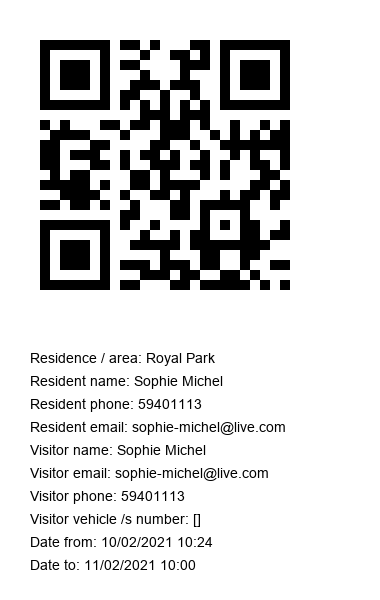 Residence / area: Royal Park
Resident name: Sophie Michel
Resident phone: 59401113
Resident email: sophie-michel@live.com
Visitor name: Sophie Michel
Visitor email: sophie-michel@live.com
Visitor phone: 59401113
Visitor vehicle /s number: []
Date from: 10/02/2021 10:24
Date to: 11/02/2021 10:00